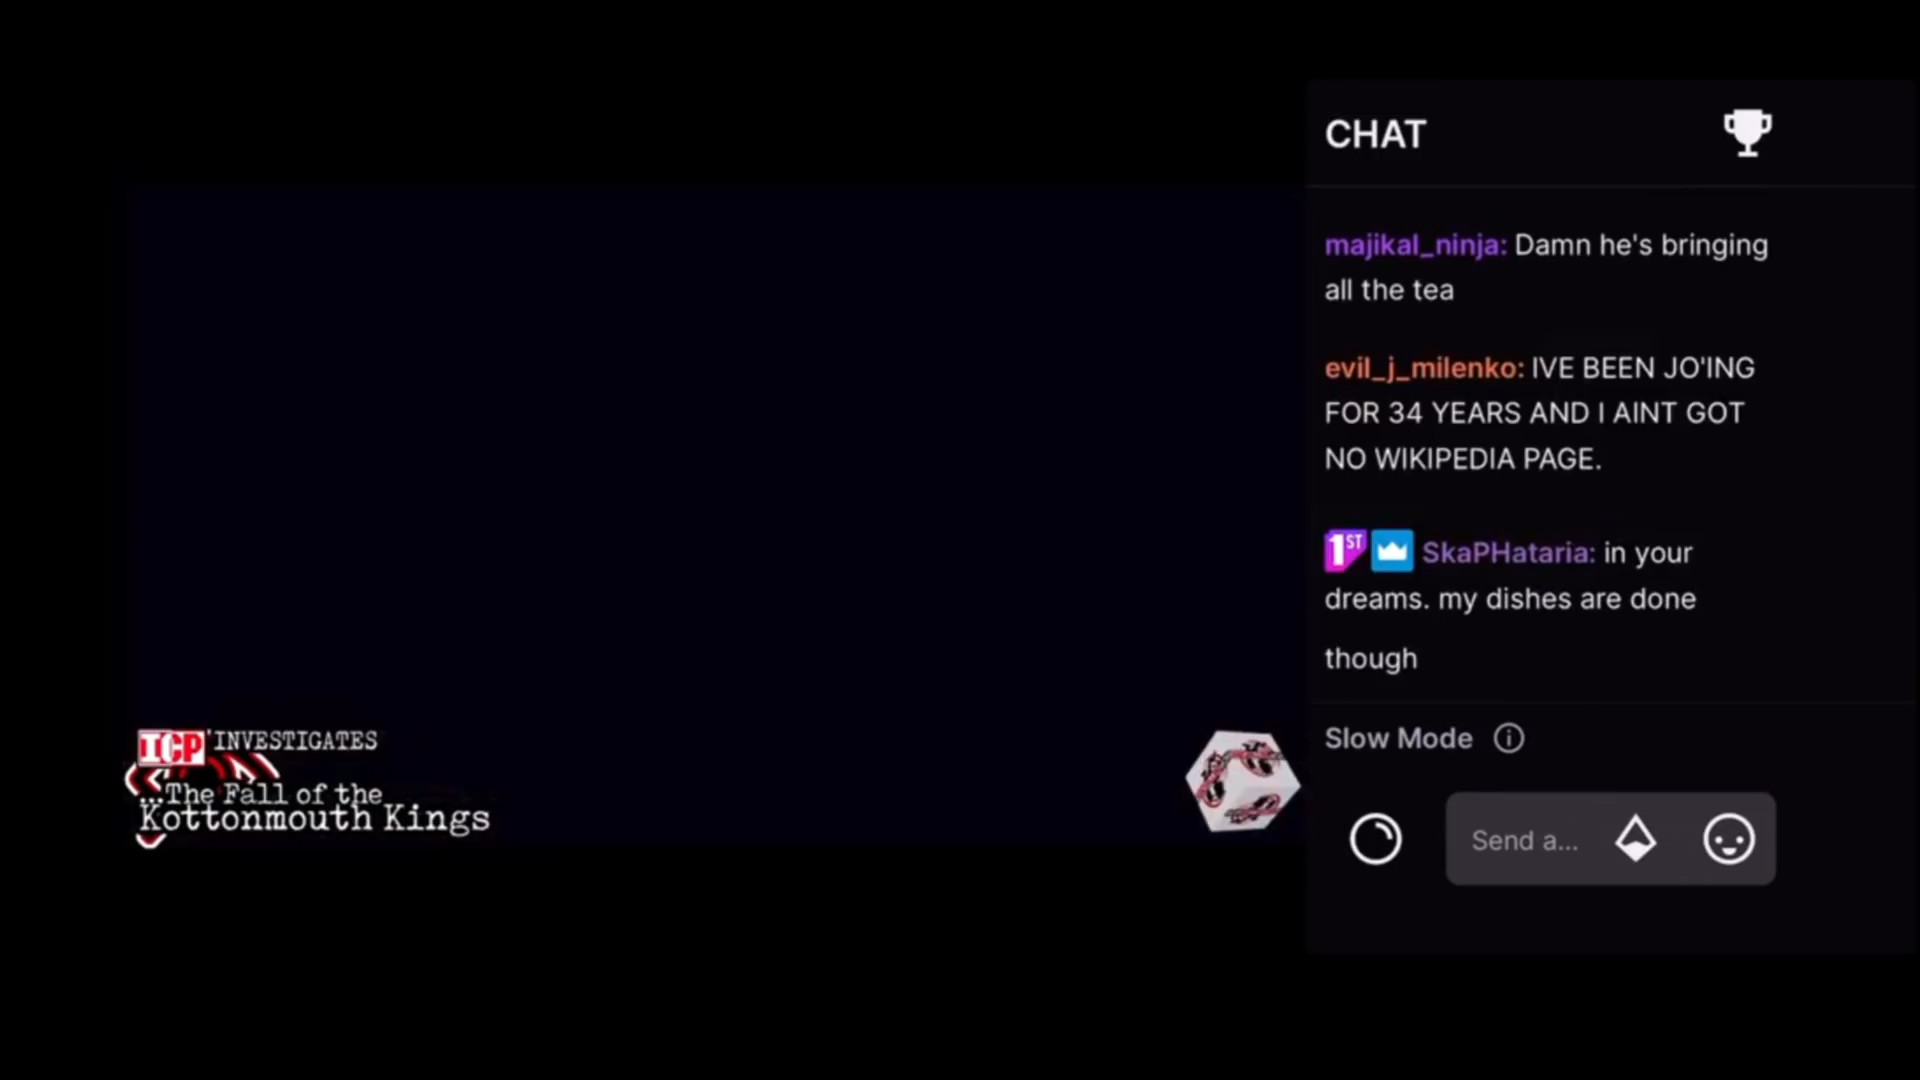 CHAT
majikal_ninja: Damn he's bringing
all the tea
evil_j_milenko: IVE BEEN JO'ING
FOR 34 YEARS AND I AINT GOT
NO WIKIPEDIA PAGE.
1ST SkaPHataria: in your
dreams. my dishes are done
though
Slow Mode
Send a...
ICP INVESTIGATES
...The Fall of the
Kottonmouth Kings